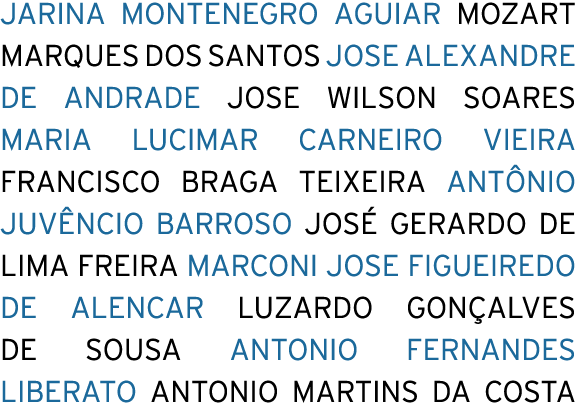 JARINA MONTENEGRO AGUIAR MOZART
MARQUES DOS SANTOS JOSE ALEXANDRE
DE ANDRADE JOSE WILSON SOARES
MARIA LUCIMAR CARNEIRO VIEIRA
FRANCISCO BRAGA TEIXEIRA ANTÔNIO
JUVÊNCIO BARROSO JOSÉ GERARDO DE
LIMA FREIRA MARCONI JOSE FIGUEIREDO
DE ALENCAR LUZARDO GONÇALVES
DE SOUSA ANTONIO FERNANDES
LIBERATO ANTONIO MARTINS DA COSTA